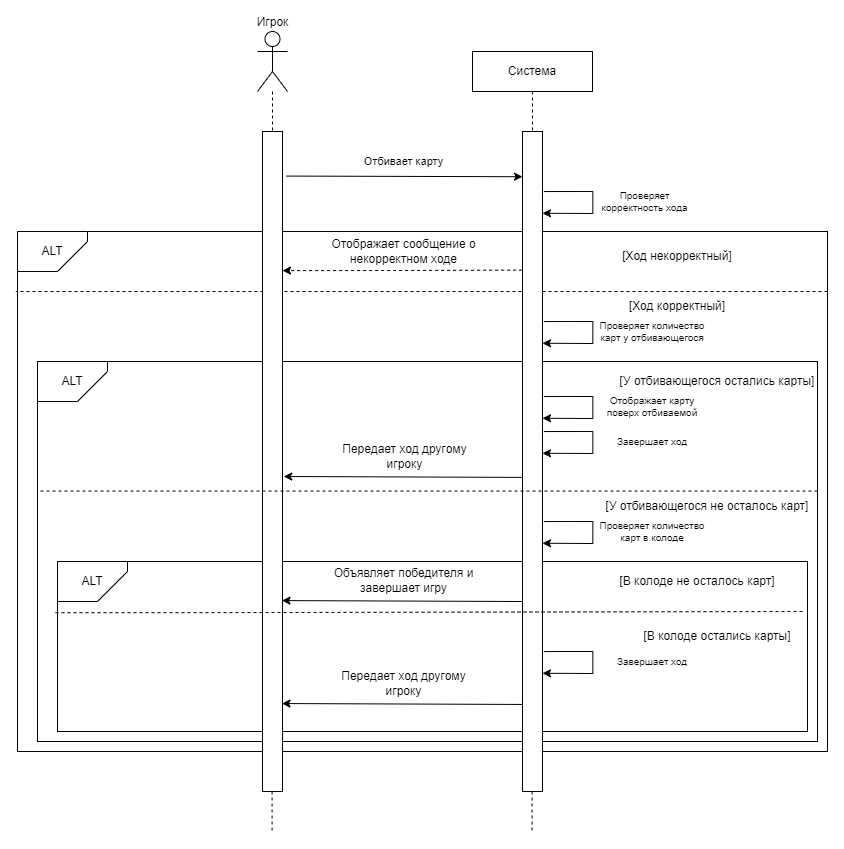 Игрок
Система
Отбивает карту
Проверяет
корректность хода
ALT
Отображает сообщение о
некорректном ходе
[Ход некорректный]
[Ход корректный]
Проверяет количество
карт у отбивающегося
ALT
[У отбивающегося остались карты]
Отображает карту
поверх отбиваемой
Завершает ход
Передает ход другому
игроку
[У отбивающегося не осталось карт]
Проверяет количество
карт в колоде
ALT
Объявляет победителя и
завершает игру
[В колоде не осталось карт]
[В колоде остались карты]
Завершает ход
Передает ход другому
игроку